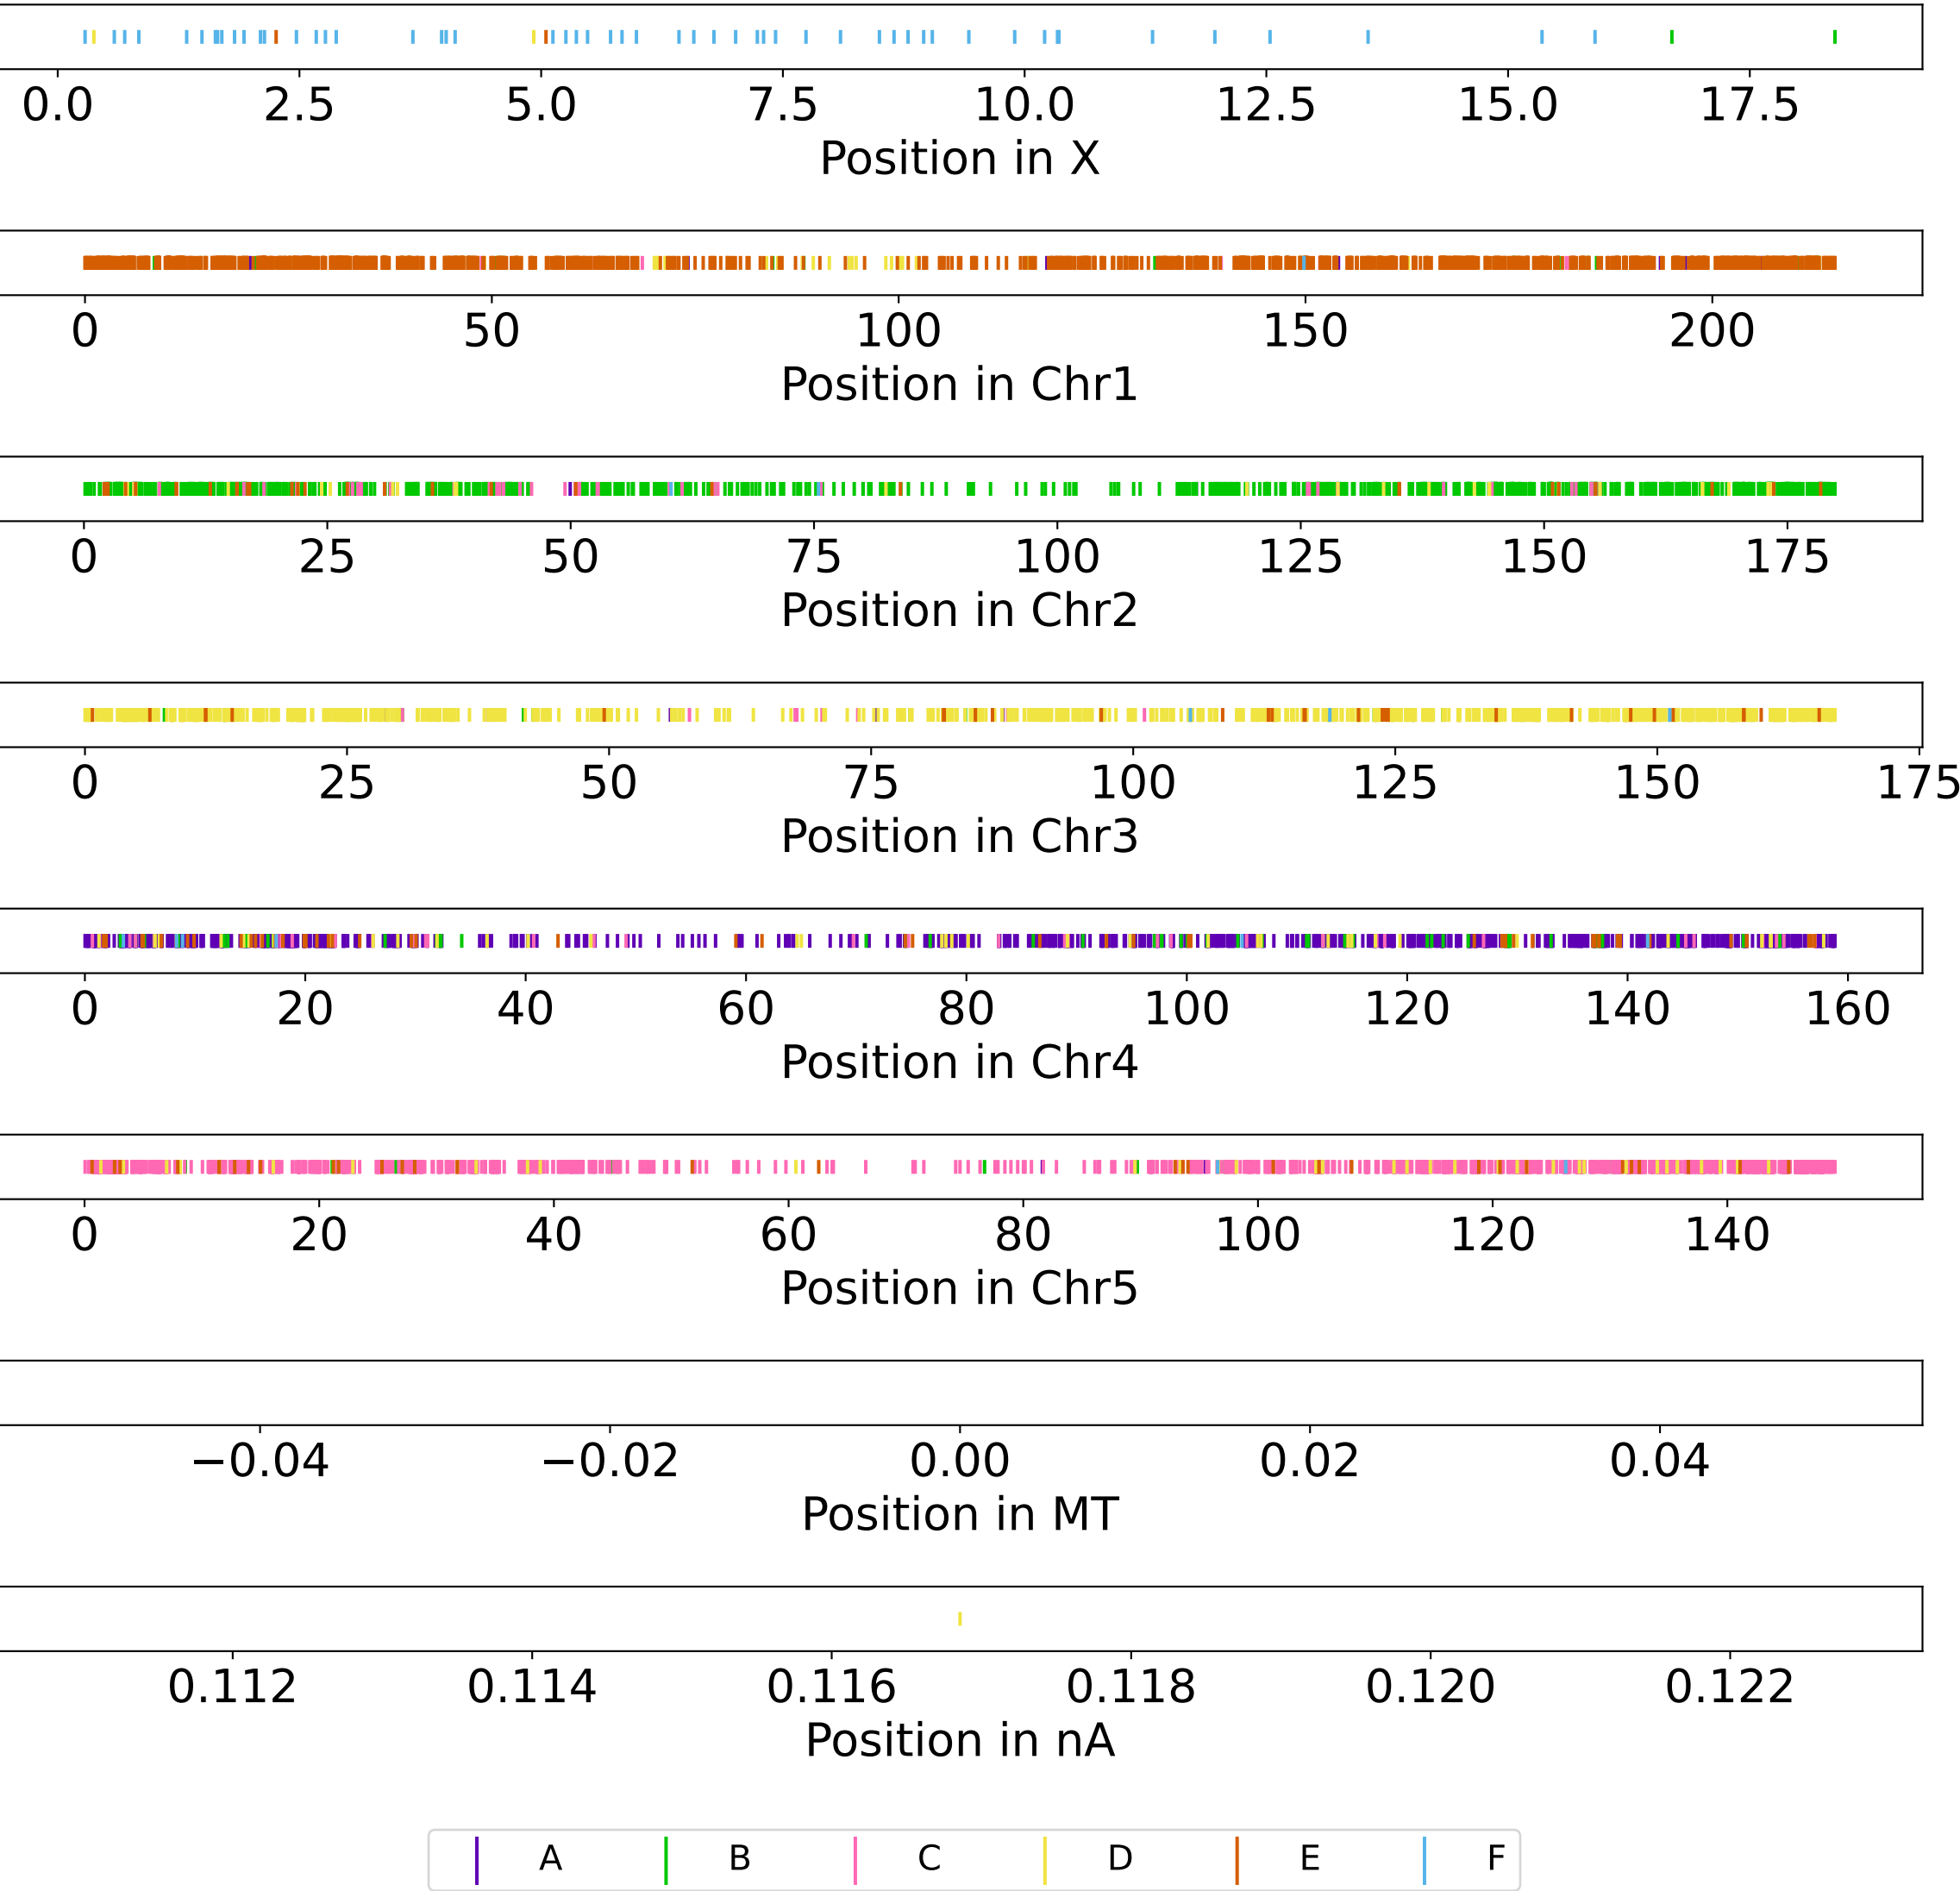 0.0 2.5 5.0 7.5 10.0 12.5 15.0 17.5
Position in X
0 50 100 150 200
Position in Chr1
0 25 50 75 100 125 150 175
Position in Chr2
0 25 50 75 100 125 150 175
Position in Chr3
0 20 40 60 80 100 120 140 160
Position in Chr4
0 20 40 60 80 100 120 140
Position in Chr5
−0.04 −0.02 0.00 0.02 0.04
Position in MT
0.112 0.114 0.116 0.118 0.120 0.122
Position in nA
A B C D E F